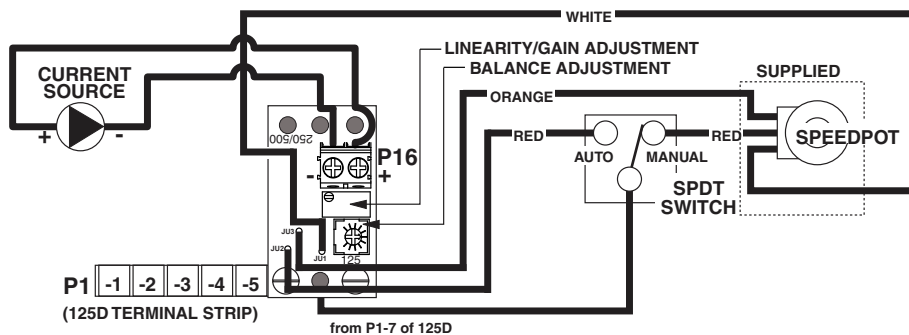 WHITE
LINEARITY/GAIN ADJUSTMENT
BALANCE ADJUSTMENT
CURRENT
SOURCE
+
-
SUPPLIED
ORANGE
250/500
RED
RED
SPEEDPOT
P16
-
+
AUTO
MANUAL
SPDT
SWITCH
JU3
JU2
JU1
125
P1
-1
-2
-3
-4
-5
(125D TERMINAL STRIP)
from P1-7 of 125D